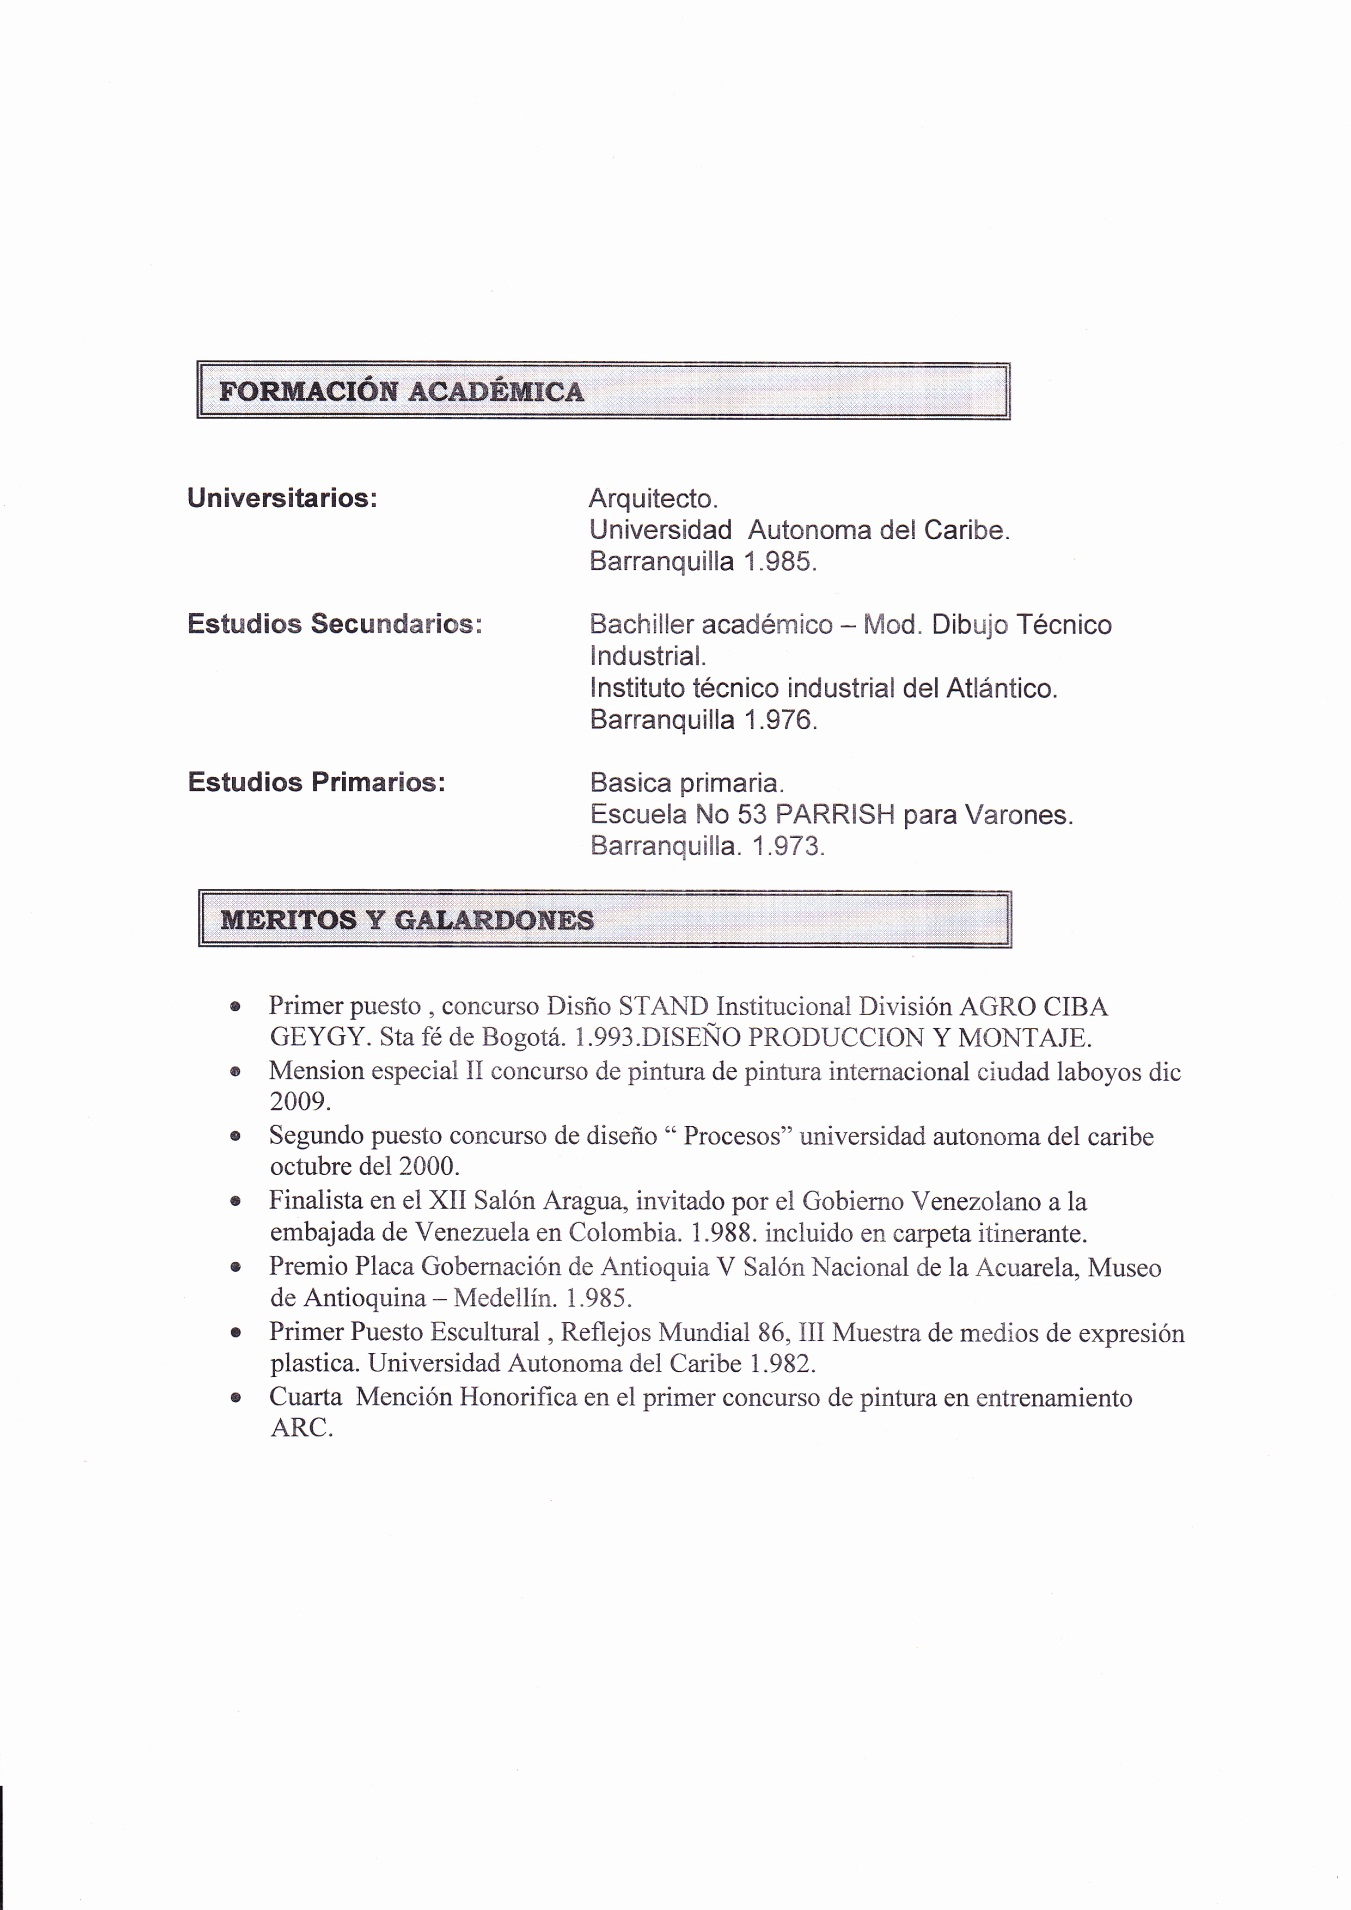 FORMACIÓN ACADÉMICA
Universitarios: Arquitecto.
Universidad Autonoma del Caribe.
Barranquilla 1.985.
Estudios Secundarios: Bachiller académico – Mod. Dibujo Técnico
Industrial.
Instituto técnico industrial del Atlántico.
Barranquilla 1.976.
Estudios Primarios: Basica primaria.
Escuela No 53 PARRISH para Varones.
Barranquilla. 1.973.
MERITOS Y GALARDONES
• Primer puesto , concurso Disño STAND Institucional División AGRO CIBA
GEYGY. Sta fé de Bogotá. 1.993.DISEÑO PRODUCCION Y MONTAJE.
• Mension especial II concurso de pintura de pintura internacional ciudad laboyos dic
2009.
• Segundo puesto concurso de diseño “ Procesos” universidad autonoma del caribe
octubre del 2000.
• Finalista en el XII Salón Aragua, invitado por el Gobierno Venezolano a la
embajada de Venezuela en Colombia. 1.988. incluido en carpeta itinerante.
• Premio Placa Gobernación de Antioquia V Salón Nacional de la Acuarela, Museo
de Antioquina – Medellín. 1.985.
• Primer Puesto Escultural , Reflejos Mundial 86, III Muestra de medios de expresión
plastica. Universidad Autonoma del Caribe 1.982.
• Cuarta Mención Honorifica en el primer concurso de pintura en entrenamiento
ARC.